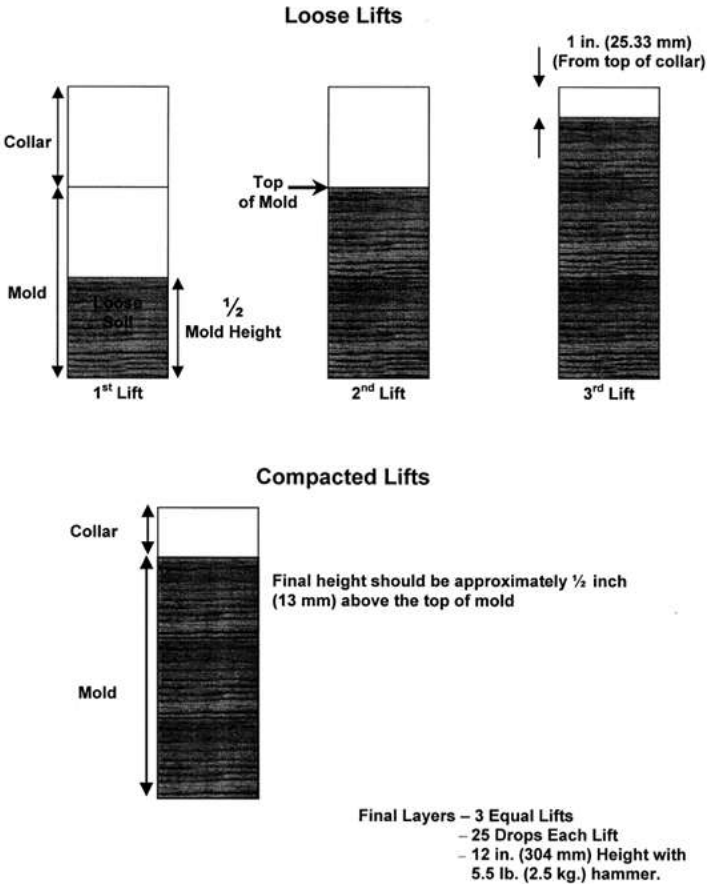 Loose Lifts
1 in. (25.33 mm)
(From top of collar)
Collar
Top
of Mold
Mold
Loose
Soil
½
Mold Height
1st Lift
2nd Lift
3rd Lift
Compacted Lifts
Collar
Final height should be approximately ½ inch
(13 mm) above the top of mold
Mold
Final Layers – 3 Equal Lifts
– 25 Drops Each Lift
– 12 in. (304 mm) Height with
5.5 lb. (2.5 kg.) hammer.